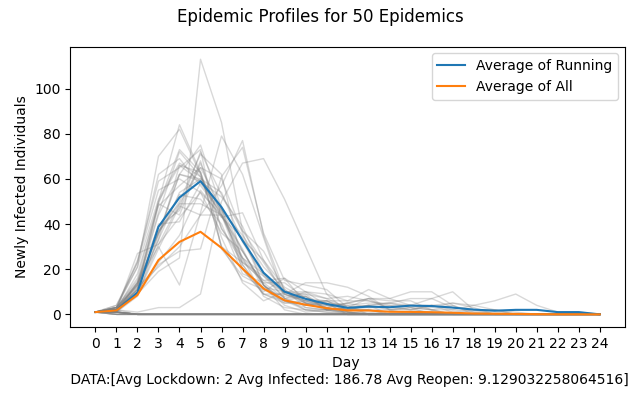 Epidemic Profiles for 50 Epidemics
Average of Running
Average of All
Newly Infected Individuals
100
80
60
40
20
0
0 1 2 3 4 5 6 7 8 9 10 11 12 13 14 15 16 17 18 19 20 21 22 23 24
Day
DATA:[Avg Lockdown: 2 Avg Infected: 186.78 Avg Reopen: 9.129032258064516]